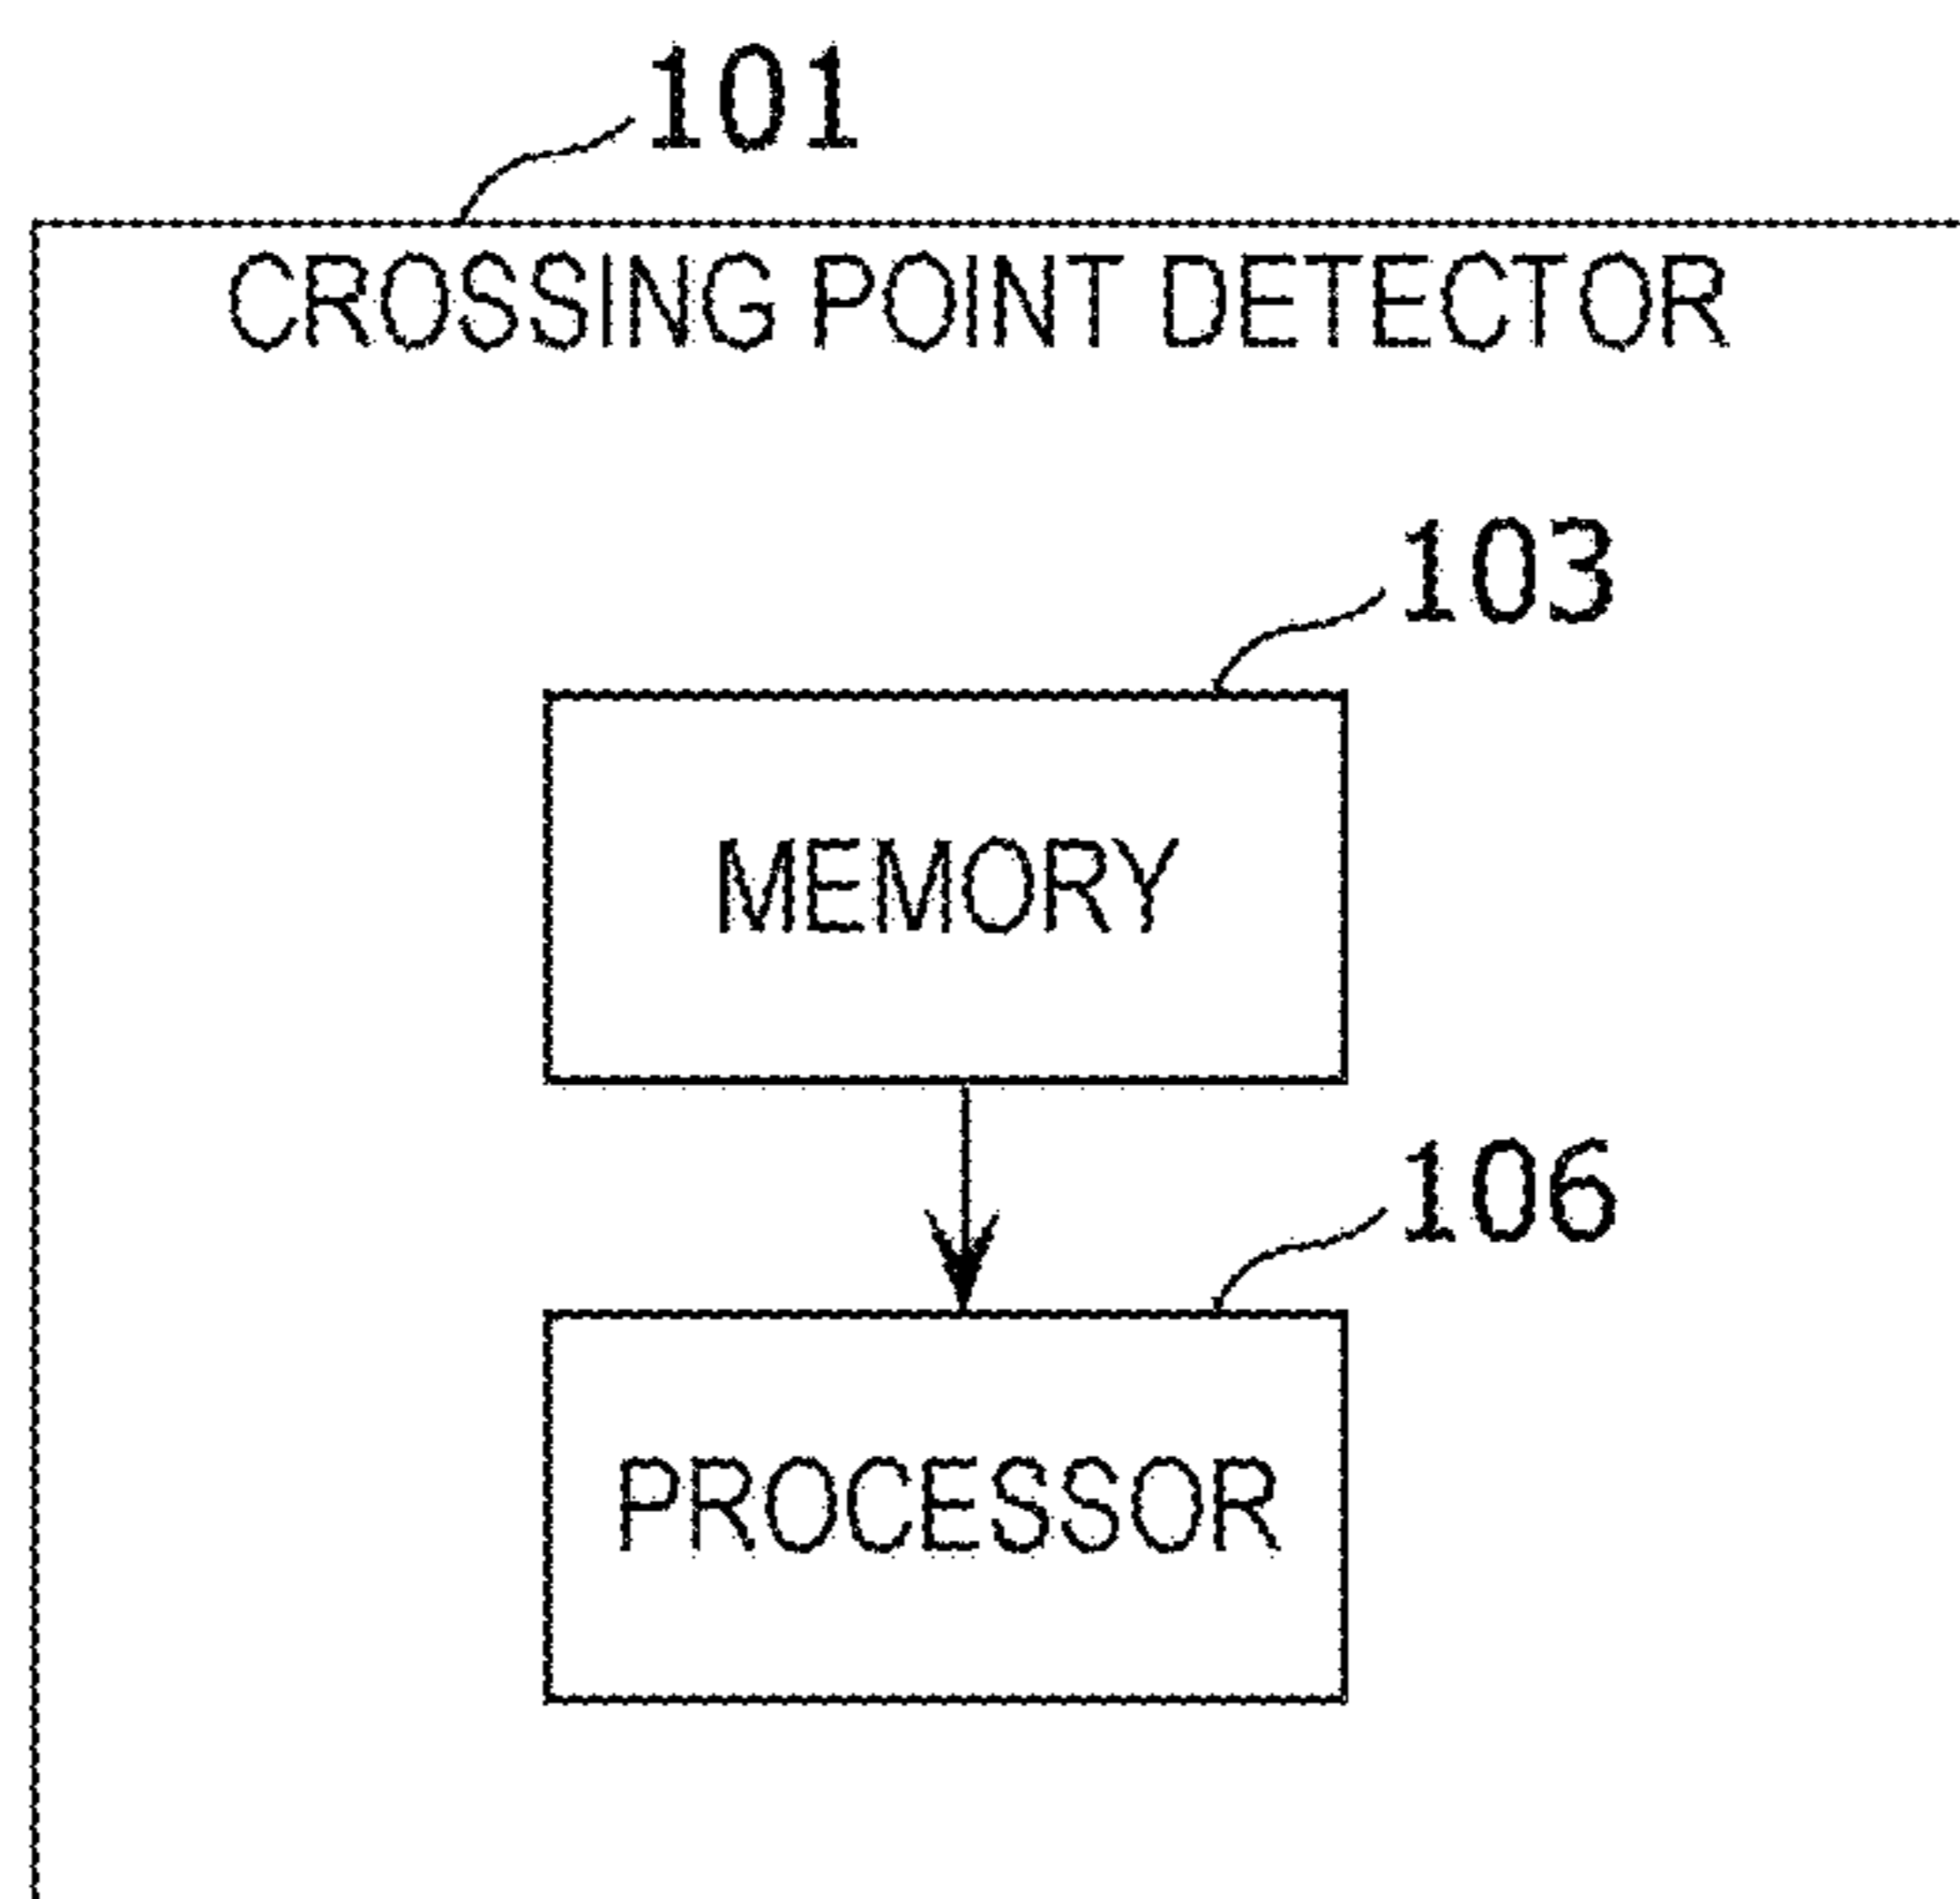 101
CROSSING POINT DETECTOR
103
MEMORY
106
PROCESSOR